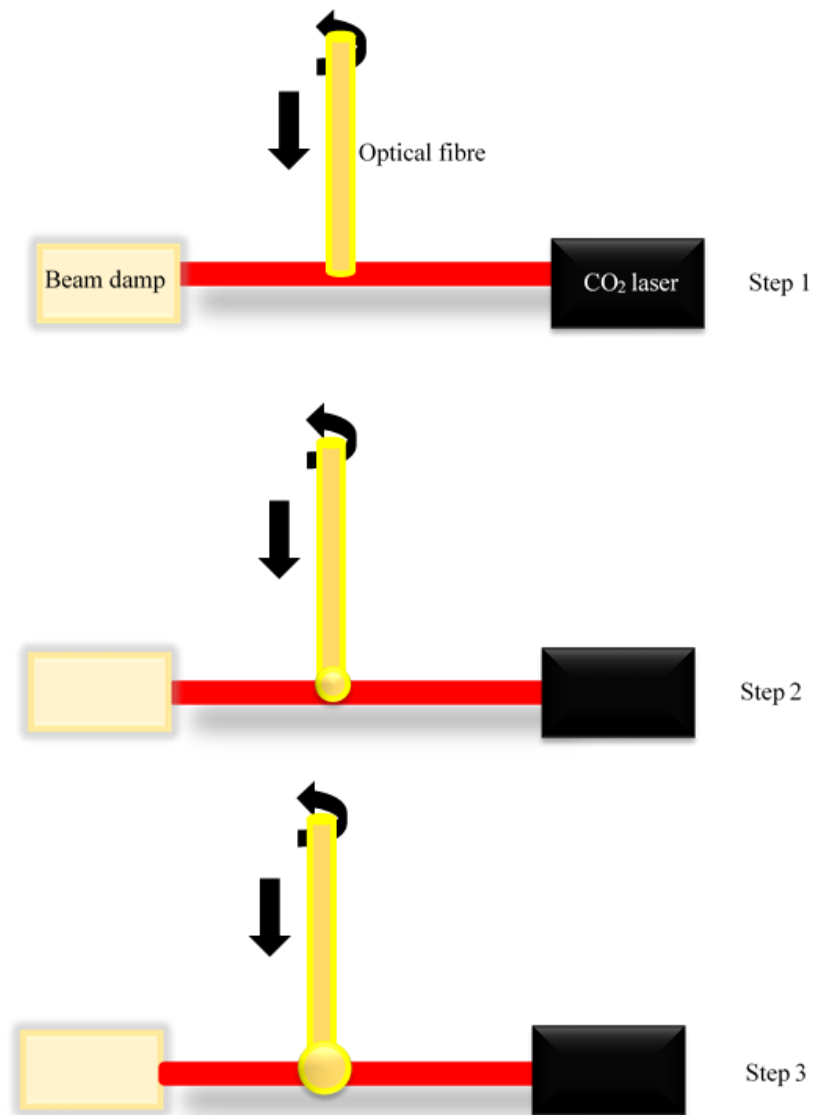 Optical fibre
Beam damp
CO₂ laser
Step 1
Step 2
Step 3